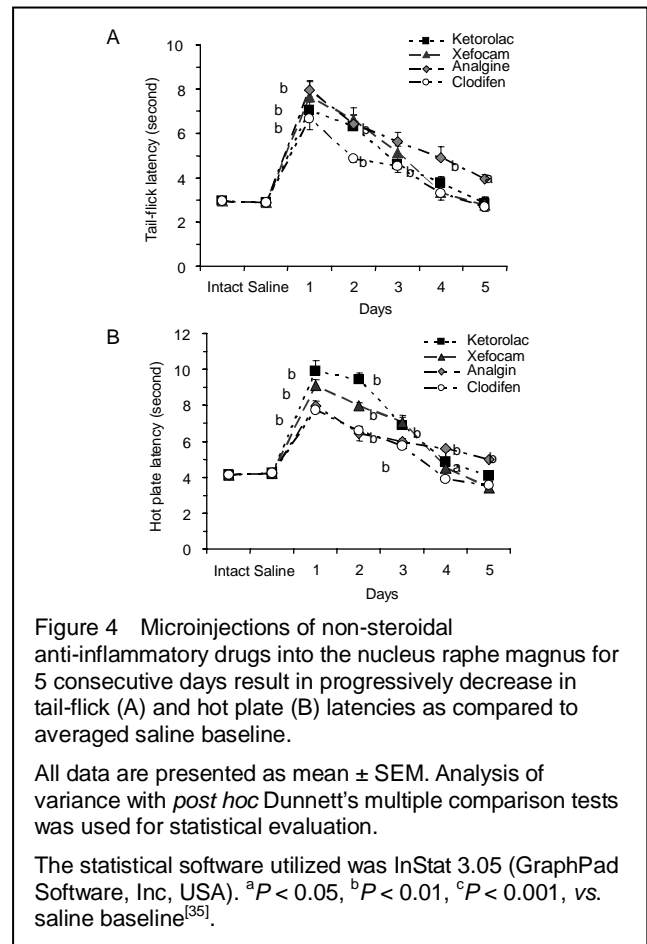 A
Ketorolac
Xefocam
Analgine
Clodifen
Tail-flick latency (second)
10
8
6
4
2
0
b
b
b
b
b
b
b
a
Intact Saline 1 2 3 4 5
Days
B
Ketorolac
Xefocam
Analgin
Clodifen
Hot plate latency (second)
12
10
8
6
4
2
0
b
b
b
b
b
b
b
b
b
a
b
Intact Saline 1 2 3 4 5
Days
Figure 4 Microinjections of non-steroidal
anti-inflammatory drugs into the nucleus raphe magnus for
5 consecutive days result in progressively decrease in
tail-flick (A) and hot plate (B) latencies as compared to
averaged saline baseline.
All data are presented as mean ± SEM. Analysis of
variance with post hoc Dunnett’s multiple comparison tests
was used for statistical evaluation.
The statistical software utilized was InStat 3.05 (GraphPad
Software, Inc, USA). ᵃP < 0.05, ᵇP < 0.01, ᶜP < 0.001, vs.
saline baseline[35].